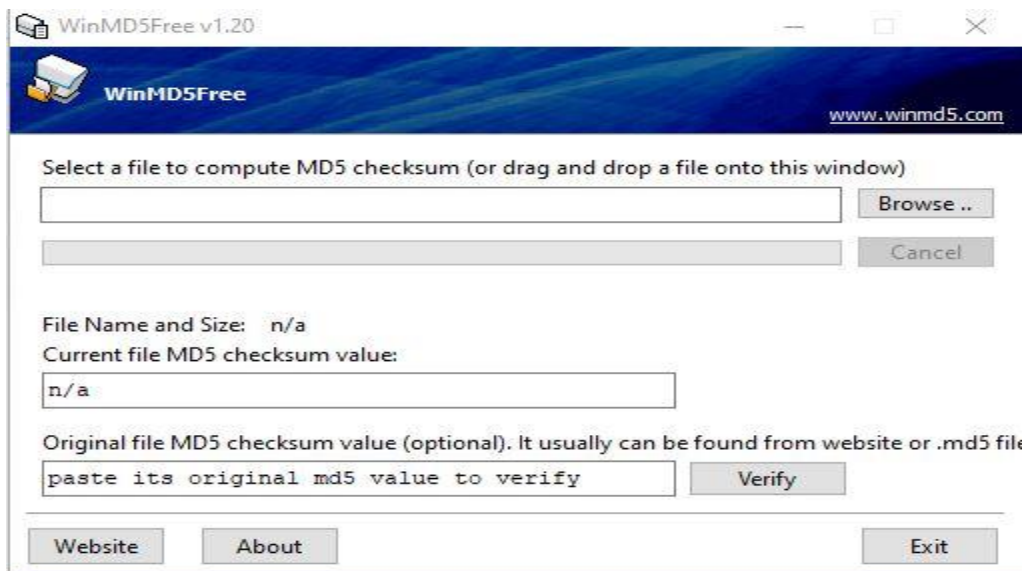 WinMD5Free v1.20
WinMD5Free
www.winmd5.com
Select a file to compute MD5 checksum (or drag and drop a file onto this window)
Browse ..
Cancel
File Name and Size: n/a
Current file MD5 checksum value:
n/a
Original file MD5 checksum value (optional). It usually can be found from website or .md5 file
paste its original md5 value to verify Verify
Website About Exit